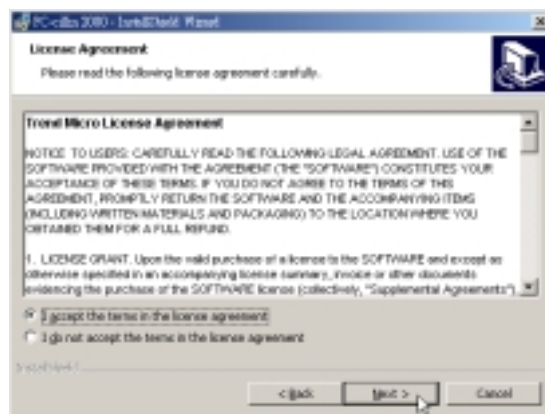 PC-cillin 2000 - InstallShield Wizard
License Agreement
Please read the following license agreement carefully.
Trend Micro License Agreement
NOTICE TO USERS: CAREFULLY READ THE FOLLOWING LEGAL AGREEMENT. USE OF THE
SOFTWARE PROVIDED WITH THE AGREEMENT (THE "SOFTWARE") CONSTITUTES YOUR
ACCEPTANCE OF THESE TERMS. IF YOU DO NOT AGREE TO THE TERMS OF THIS
AGREEMENT, PROMPTLY RETURN THE SOFTWARE AND THE ACCOMPANYING ITEMS
(INCLUDING WRITTEN MATERIALS AND PACKAGING) TO THE LOCATION WHERE YOU
OBTAINED THEM FOR A FULL REFUND.
1. LICENSE GRANT. Upon the valid purchase of a license to the SOFTWARE and except as
otherwise specified in an accompanying license summary, invoice or other documents
evidencing the purchase of the SOFTWARE license (collectively, "Supplemental Agreements"),
I accept the terms in the license agreement
I do not accept the terms in the license agreement
InstallShield
< Back
Next >
Cancel